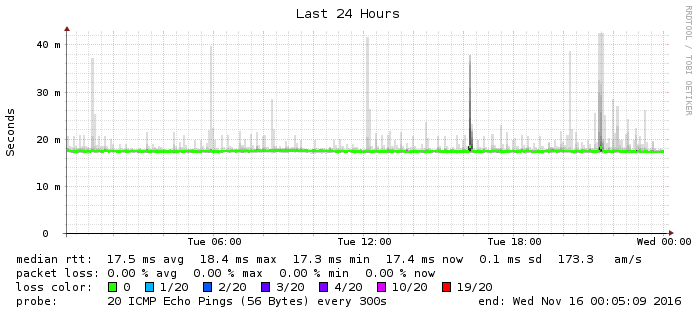 Last 24 Hours
RRDTOOL / TOBI OETIKER
Seconds
40 m
30 m
20 m
10 m
0
Tue 06:00 Tue 12:00 Tue 18:00 Wed 00:00
median rtt: 17.5 ms avg 18.4 ms max 17.3 ms min 17.4 ms now 0.1 ms sd 173.3 am/s
packet loss: 0.00 % avg 0.00 % max 0.00 % min 0.00 % now
loss color: 0 1/20 2/20 3/20 4/20 10/20 19/20
probe: 20 ICMP Echo Pings (56 Bytes) every 300s end: Wed Nov 16 00:05:09 2016